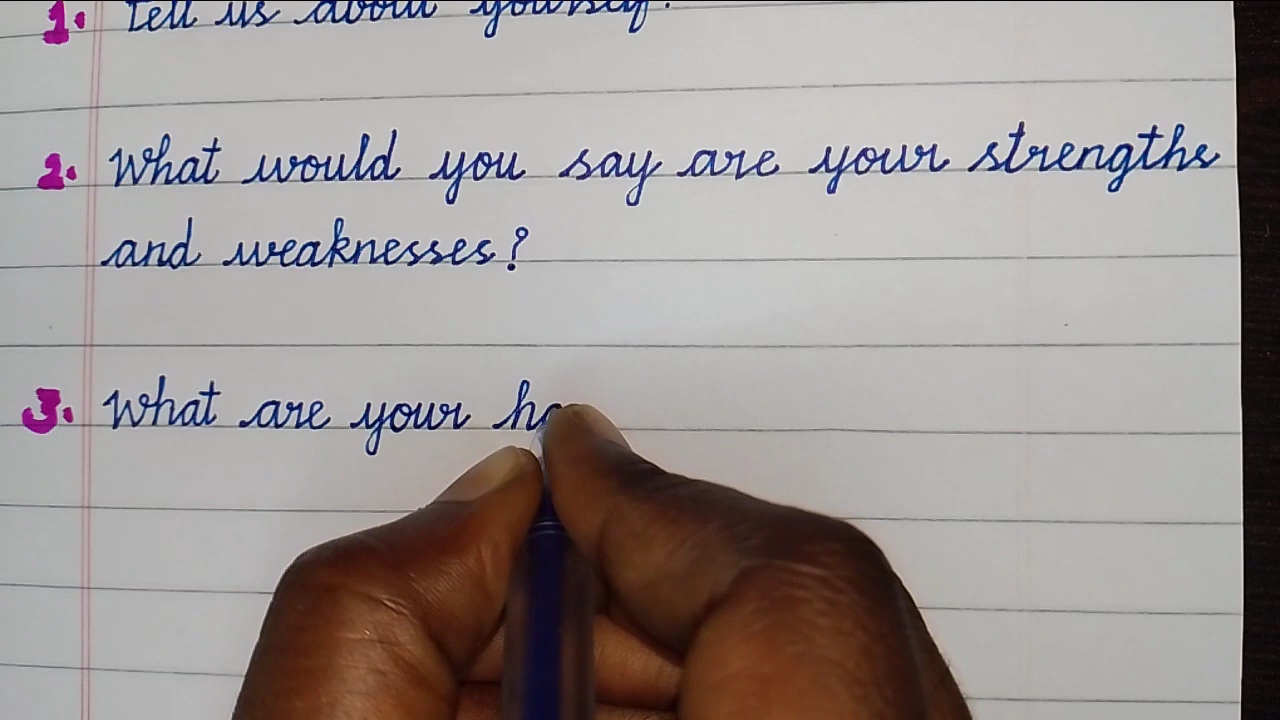 1. Tell us about yourself?
2. What would you say are your strengths
and weaknesses?
3. What are your